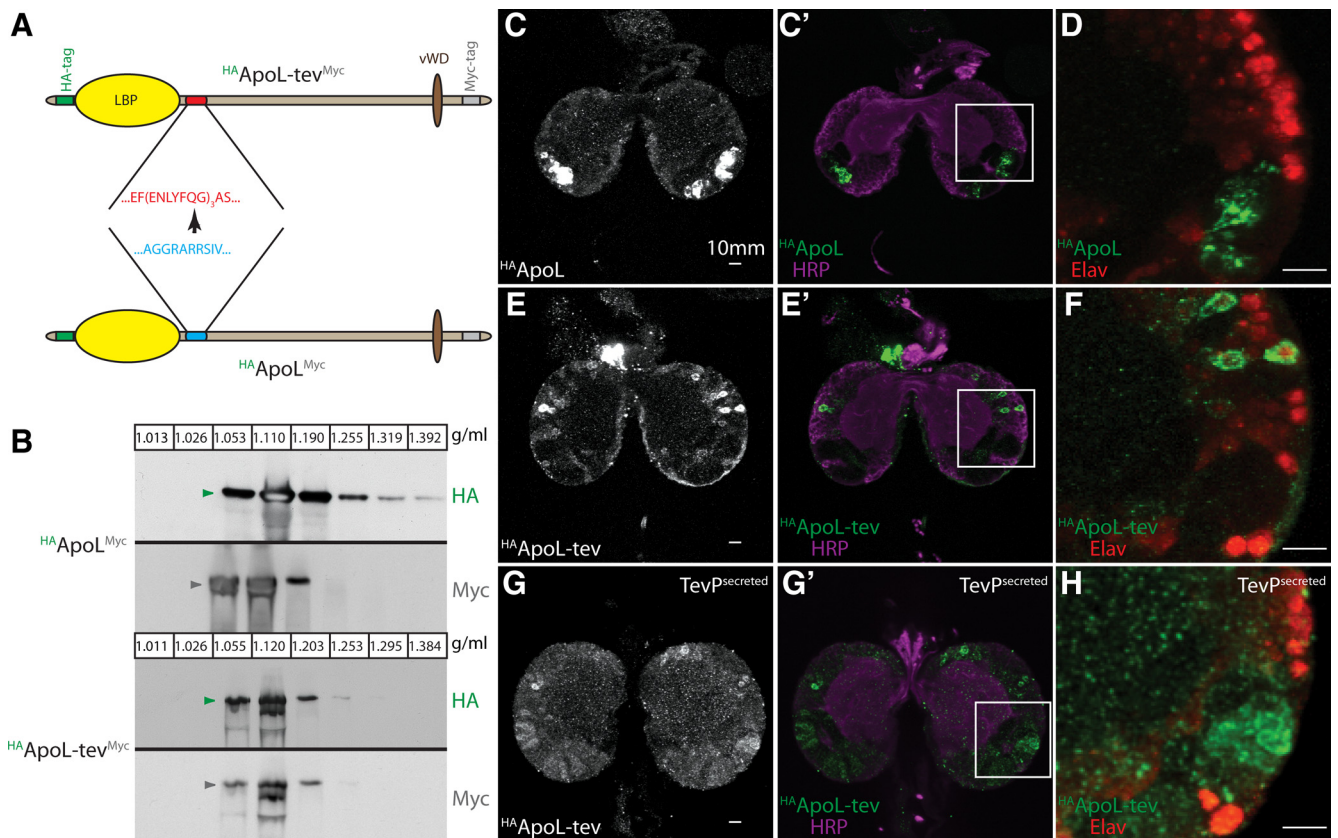 A
HA-tag
HAApoL-tevMyc
vWD
Myc-tag
LBP
...EF(ENLYFQG)3AS...
...AGGRARRSIV...
HAApoLMyc
B
1.013 1.026 1.053 1.110 1.190 1.255 1.319 1.392 g/ml
HA
HAApoLMyc
Myc
1.011 1.026 1.055 1.120 1.203 1.253 1.295 1.384 g/ml
HA
HAApoL-tevMyc
Myc
C
10mm
HAApoL
C’
HAApoL
HRP
D
HAApoL
Elav
E
HAApoL-tev
E’
HAApoL-tev
HRP
F
HAApoL-tev
Elav
G
TevPsecreted
HAApoL-tev
G’
TevPsecreted
HAApoL-tev
HRP
H
TevPsecreted
HAApoL-tev
Elav